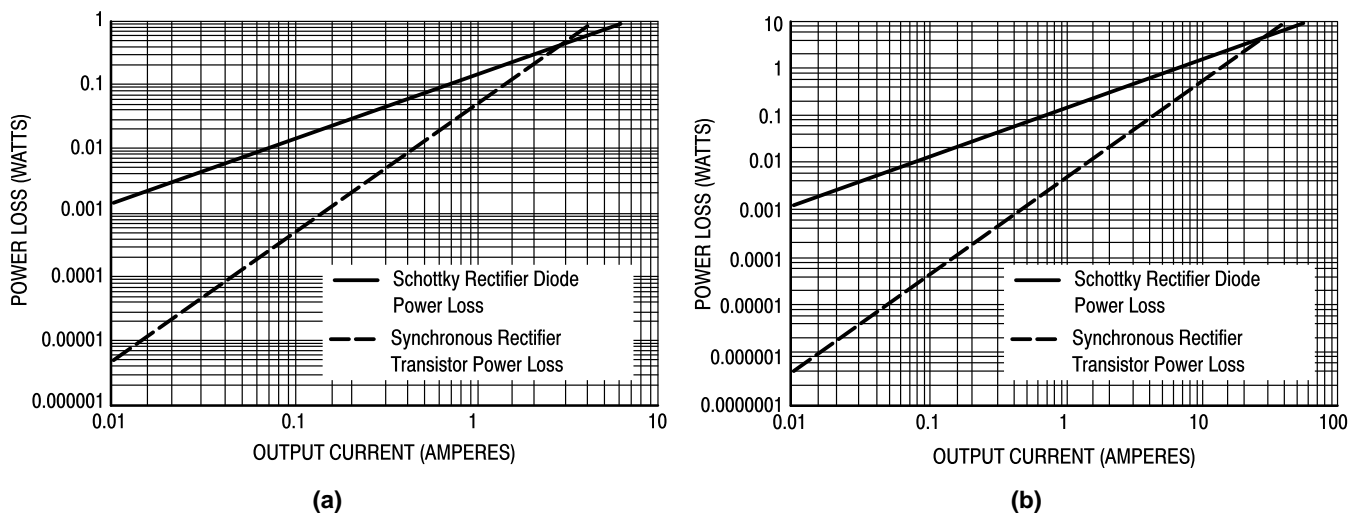 POWER LOSS (WATTS)
1
0.1
0.01
0.001
0.0001
0.00001
0.000001
0.01
0.1
1
10
OUTPUT CURRENT (AMPERES)
Schottky Rectifier Diode
Power Loss
Synchronous Rectifier
Transistor Power Loss
(a)
POWER LOSS (WATTS)
10
1
0.1
0.01
0.001
0.0001
0.00001
0.000001
0.0000001
0.01
0.1
1
10
100
OUTPUT CURRENT (AMPERES)
Schottky Rectifier Diode
Power Loss
Synchronous Rectifier
Transistor Power Loss
(b)